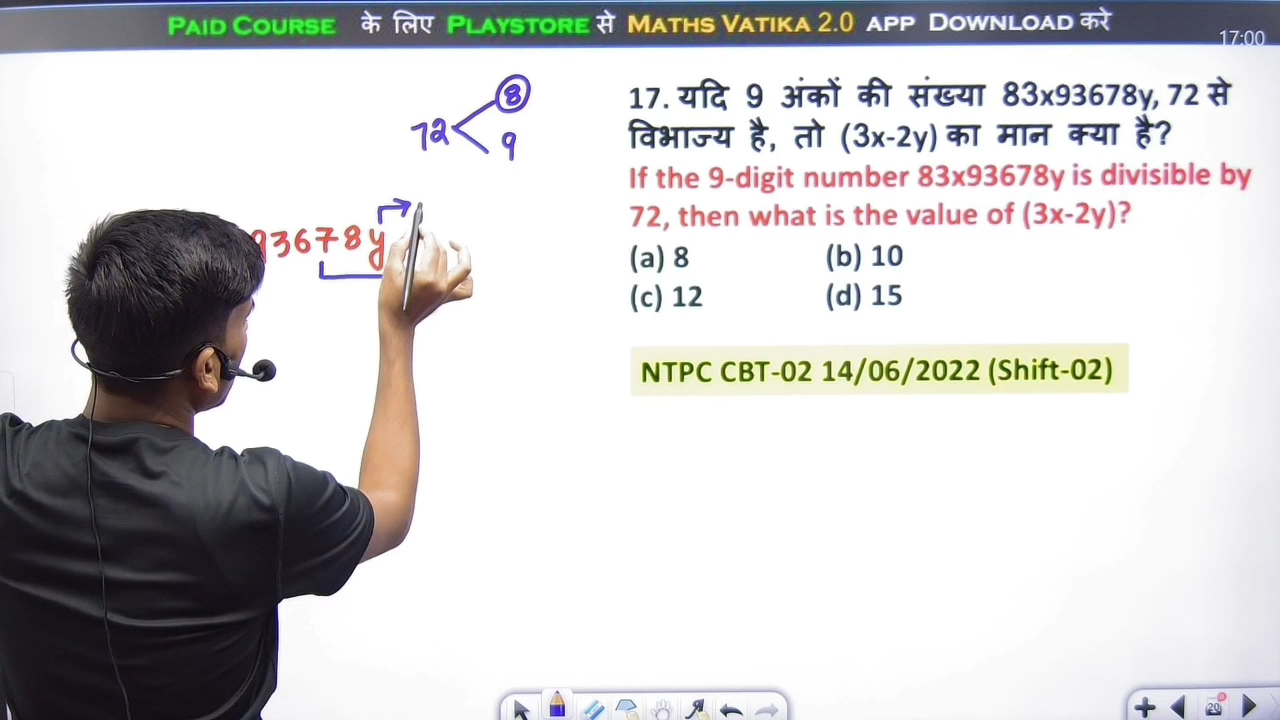 PAID COURSE के लिए PLAYSTORE से MATHS VATIKA 2.0 APP DOWNLOAD करे
17:00
8
72
9
93678y
17. यदि 9 अंकों की संख्या 83x93678y, 72 से
विभाज्य है, तो (3x-2y) का मान क्या है?
If the 9-digit number 83x93678y is divisible by
72, then what is the value of (3x-2y)?
(a) 8 (b) 10
(c) 12 (d) 15
NTPC CBT-02 14/06/2022 (Shift-02)
20